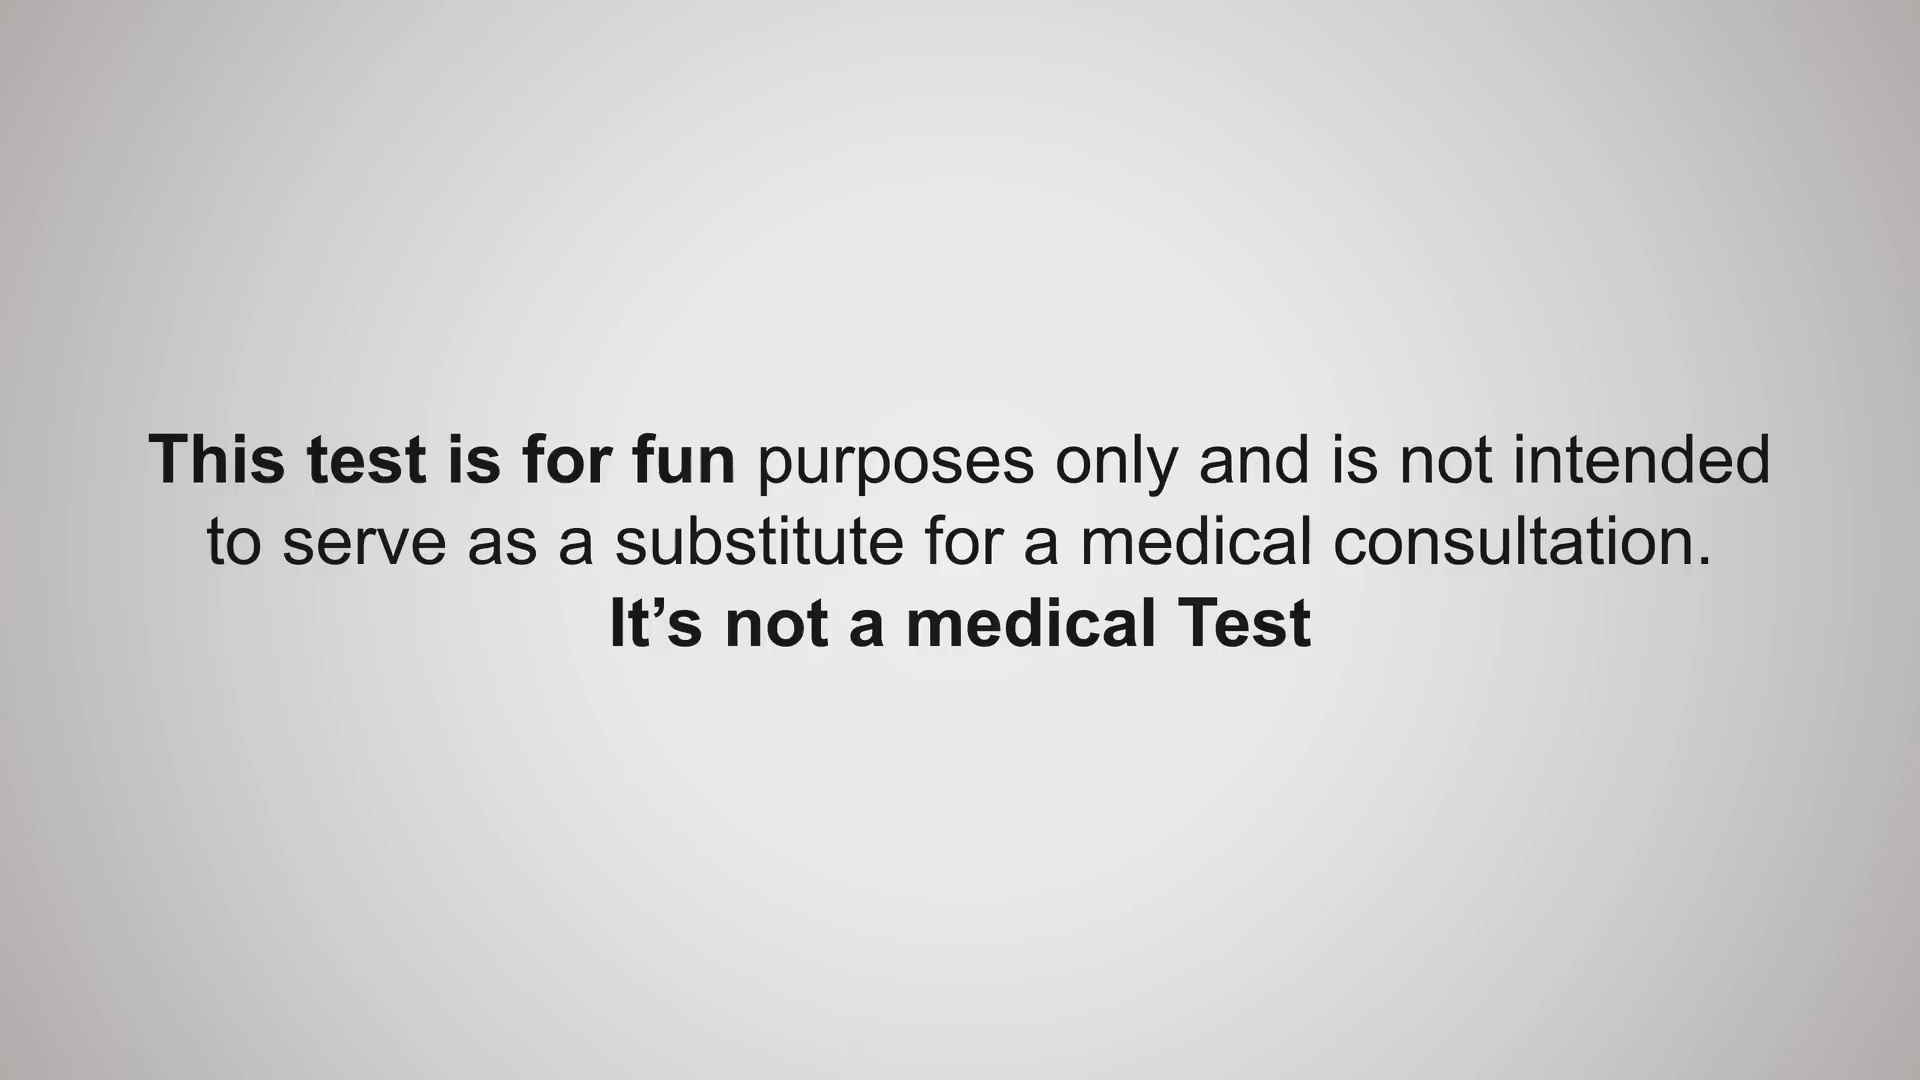 This test is for fun purposes only and is not intended
to serve as a substitute for a medical consultation.
It’s not a medical Test